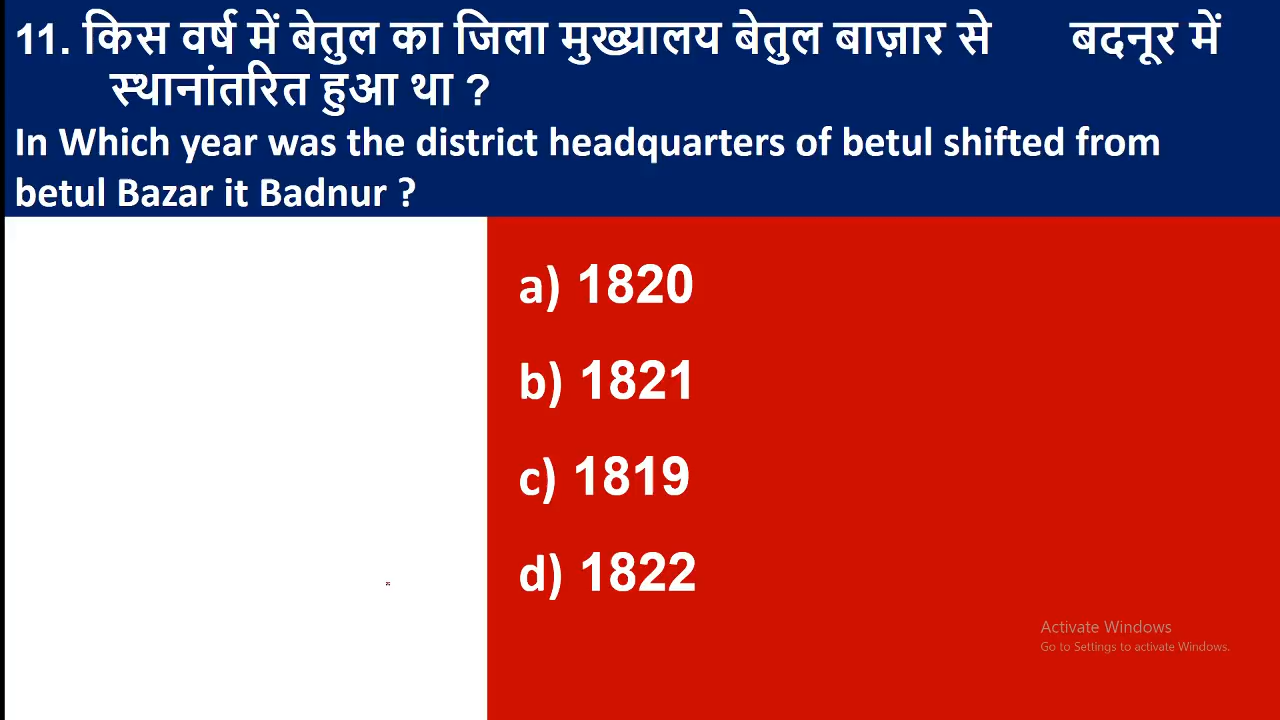 11. किस वर्ष में बेतुल का जिला मुख्यालय बेतुल बाज़ार से बदनूर में
स्थानांतरित हुआ था ?
In Which year was the district headquarters of betul shifted from
betul Bazar it Badnur ?
a) 1820
b) 1821
c) 1819
d) 1822
Activate Windows
Go to Settings to activate Windows.